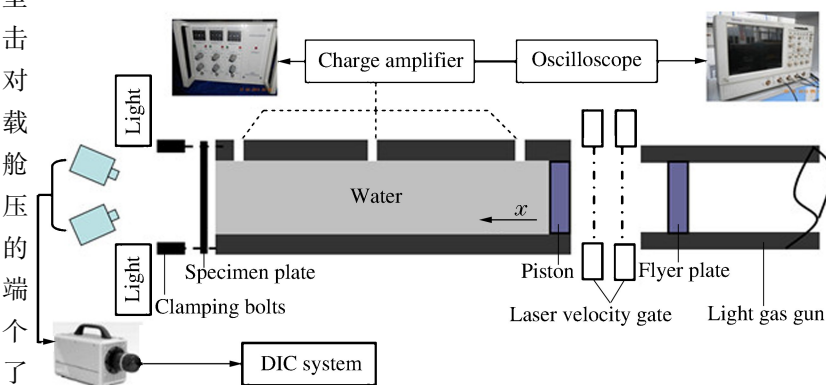 击
对
载
舱
压
的
端
个
了
Charge amplifier
Oscilloscope
Light
Water
x
Specimen plate
Piston
Flyer plate
Light
Clamping bolts
Laser velocity gate
Light gas gun
DIC system